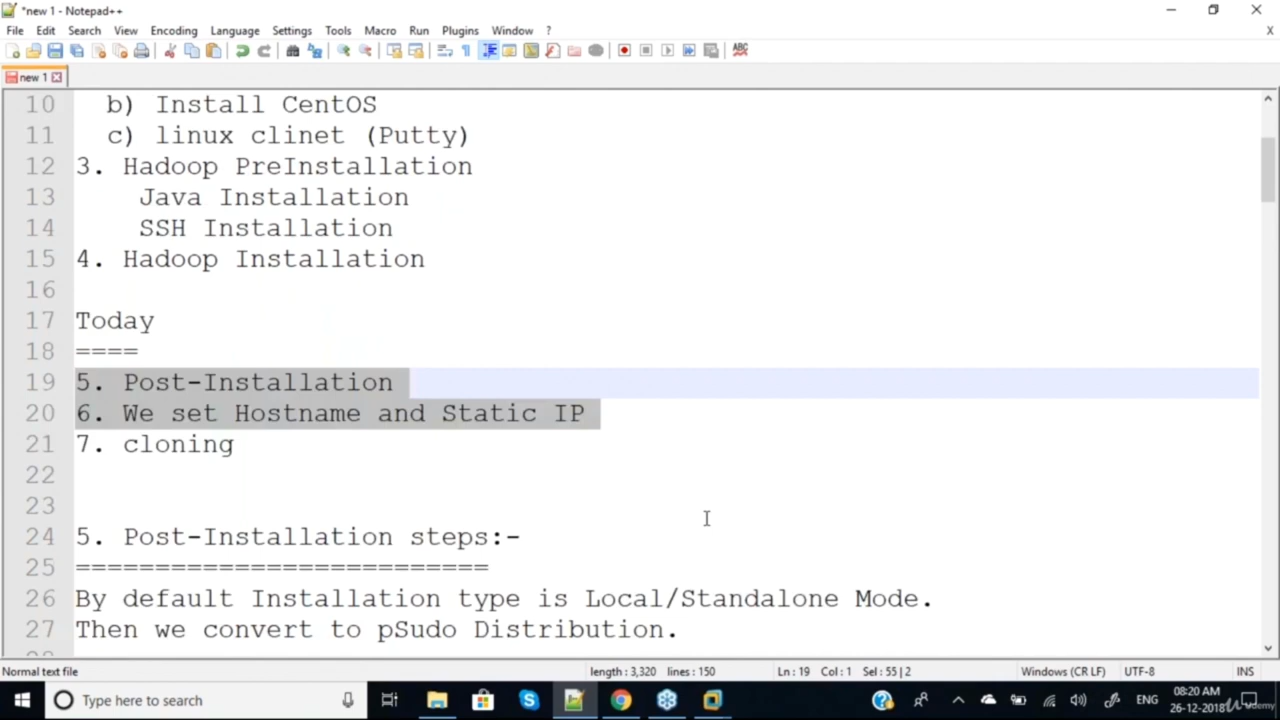 *new 1 - Notepad++
File Edit Search View Encoding Language Settings Tools Macro Run Plugins Window ? X
ABC
new 1
10 b) Install CentOS
11 c) linux clinet (Putty)
12 3. Hadoop PreInstallation
13 Java Installation
14 SSH Installation
15 4. Hadoop Installation
16
17 Today
18 ====
19 5. Post-Installation
20 6. We set Hostname and Static IP
21 7. cloning
22
23
24 5. Post-Installation steps:-
25 ==========================
26 By default Installation type is Local/Standalone Mode.
27 Then we convert to pSudo Distribution.
Normal text file length : 3,320 lines : 150 Ln : 19 Col : 1 Sel : 55 | 2 Windows (CR LF) UTF-8 INS
Type here to search ENG 08:20 AM
26-12-2018 Udemy